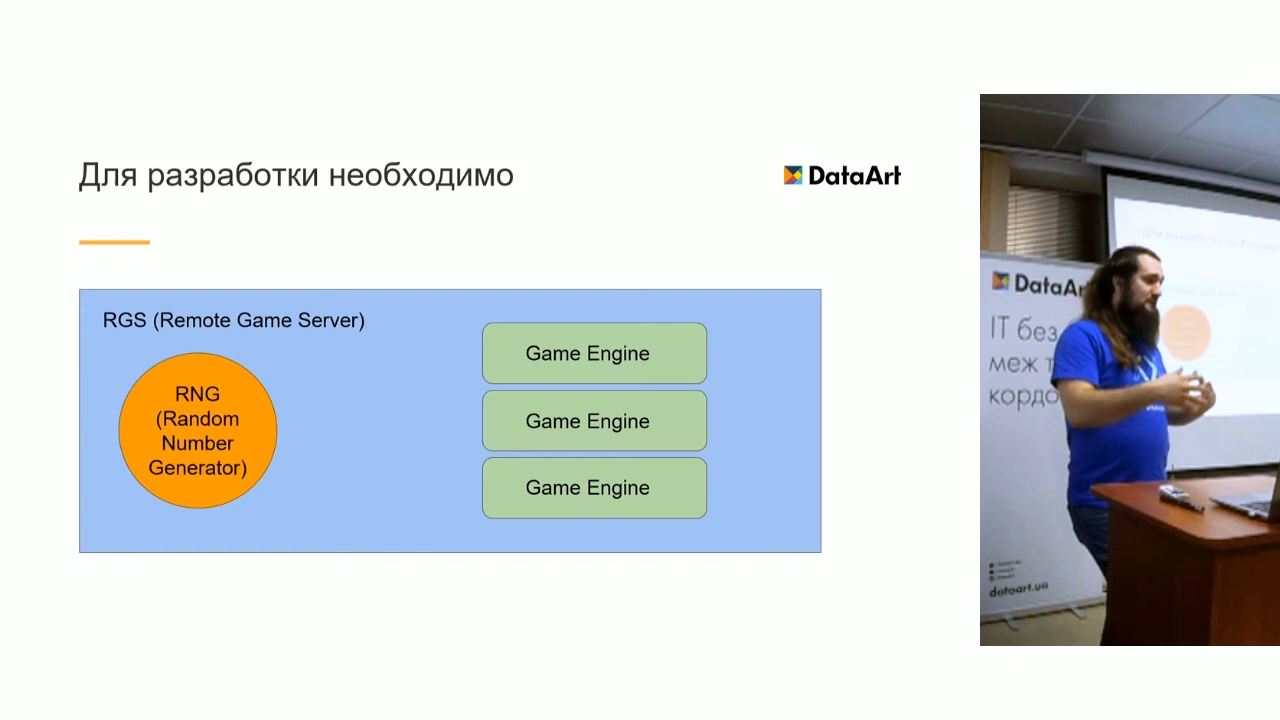 Для разработки необходимо
DataArt
RGS (Remote Game Server)
RNG
(Random
Number
Generator)
Game Engine
Game Engine
Game Engine
DataAr
IT без
меж т
кордо
dataart.ua